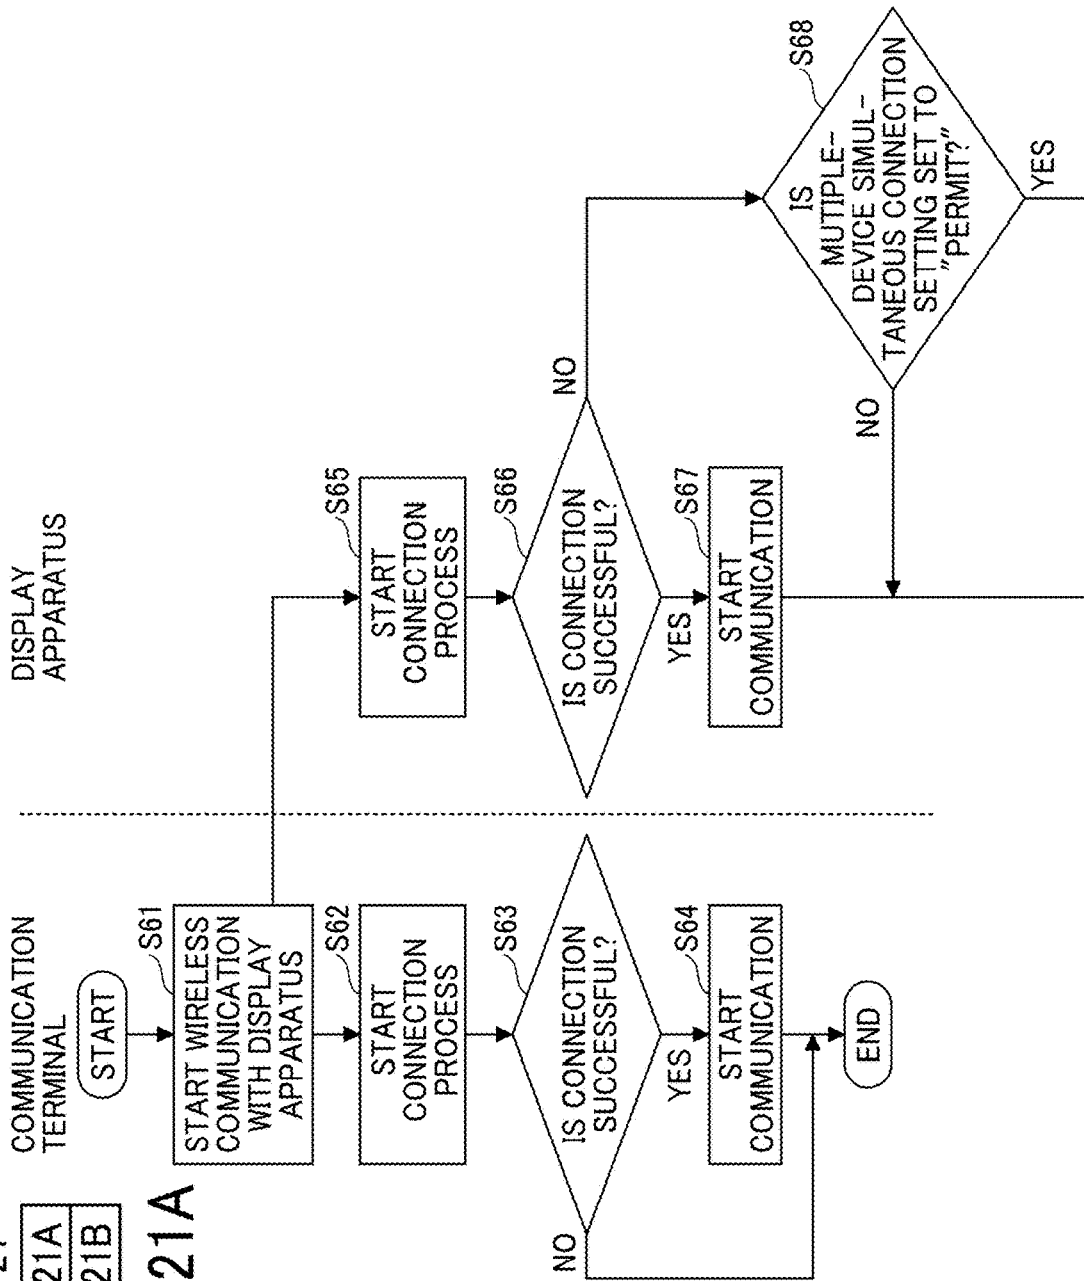 21
21A
21B
21A
COMMUNICATION
TERMINAL
DISPLAY
APPARATUS
START
S61
START WIRELESS
COMMUNICATION
WITH DISPLAY
APPARATUS
S62
START
CONNECTION
PROCESS
S63
IS CONNECTION
SUCCESSFUL?
NO
YES
S64
START
COMMUNICATION
END
S65
START
CONNECTION
PROCESS
S66
IS CONNECTION
SUCCESSFUL?
NO
YES
S67
START
COMMUNICATION
S68
IS
MUTIPLE-
DEVICE SIMUL-
TANEOUS CONNECTION
SETTING SET TO
"PERMIT?"
NO
YES